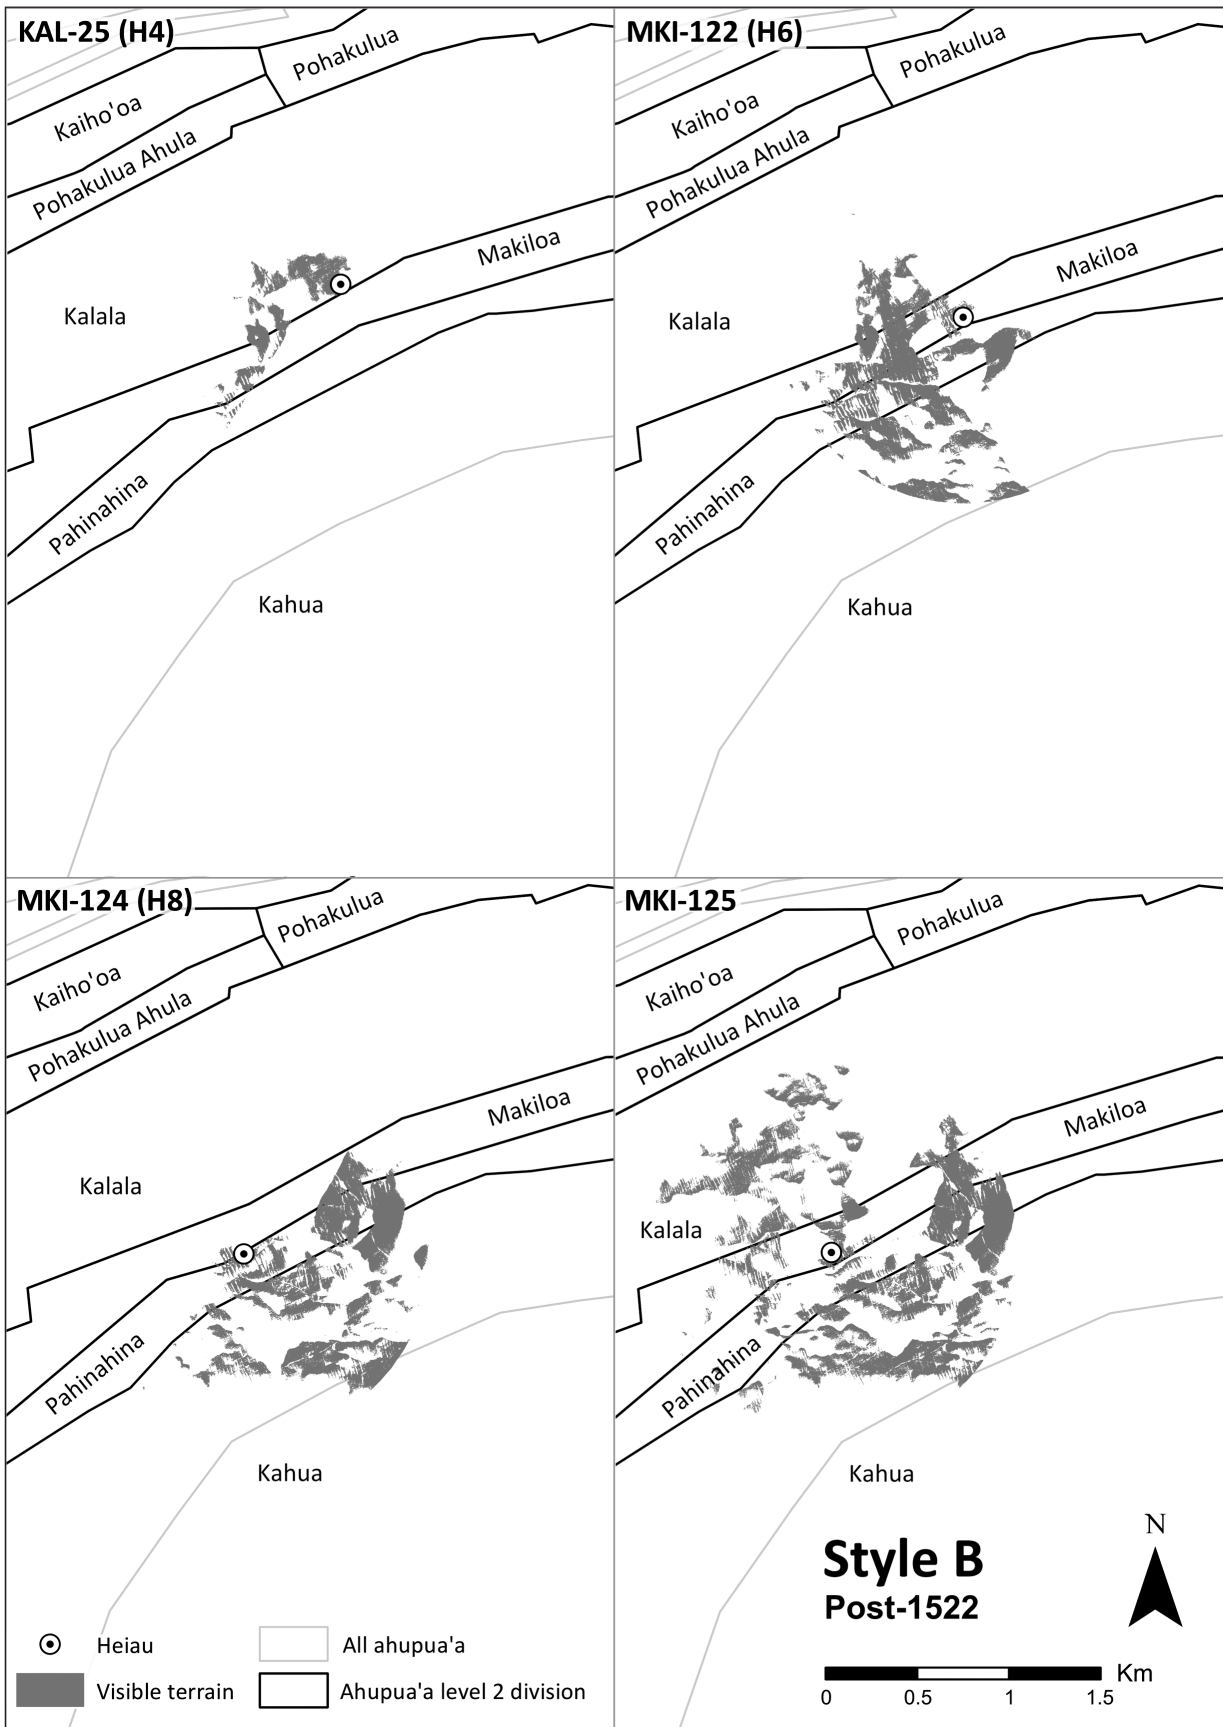 KAL-25 (H4)
Pohakulua
Kaiho'oa
Pohakulua Ahula
Makiloa
Kalala
Pahinahina
Kahua
MKI-122 (H6)
Pohakulua
Kaiho'oa
Pohakulua Ahula
Makiloa
Kalala
Pahinahina
Kahua
MKI-124 (H8)
Pohakulua
Kaiho'oa
Pohakulua Ahula
Makiloa
Kalala
Pahinahina
Kahua
Heiau
All ahupua'a
Visible terrain
Ahupua'a level 2 division
MKI-125
Pohakulua
Kaiho'oa
Pohakulua Ahula
Makiloa
Kalala
Pahinahina
Kahua
N
Style B
Post-1522
Km
0 0.5 1 1.5